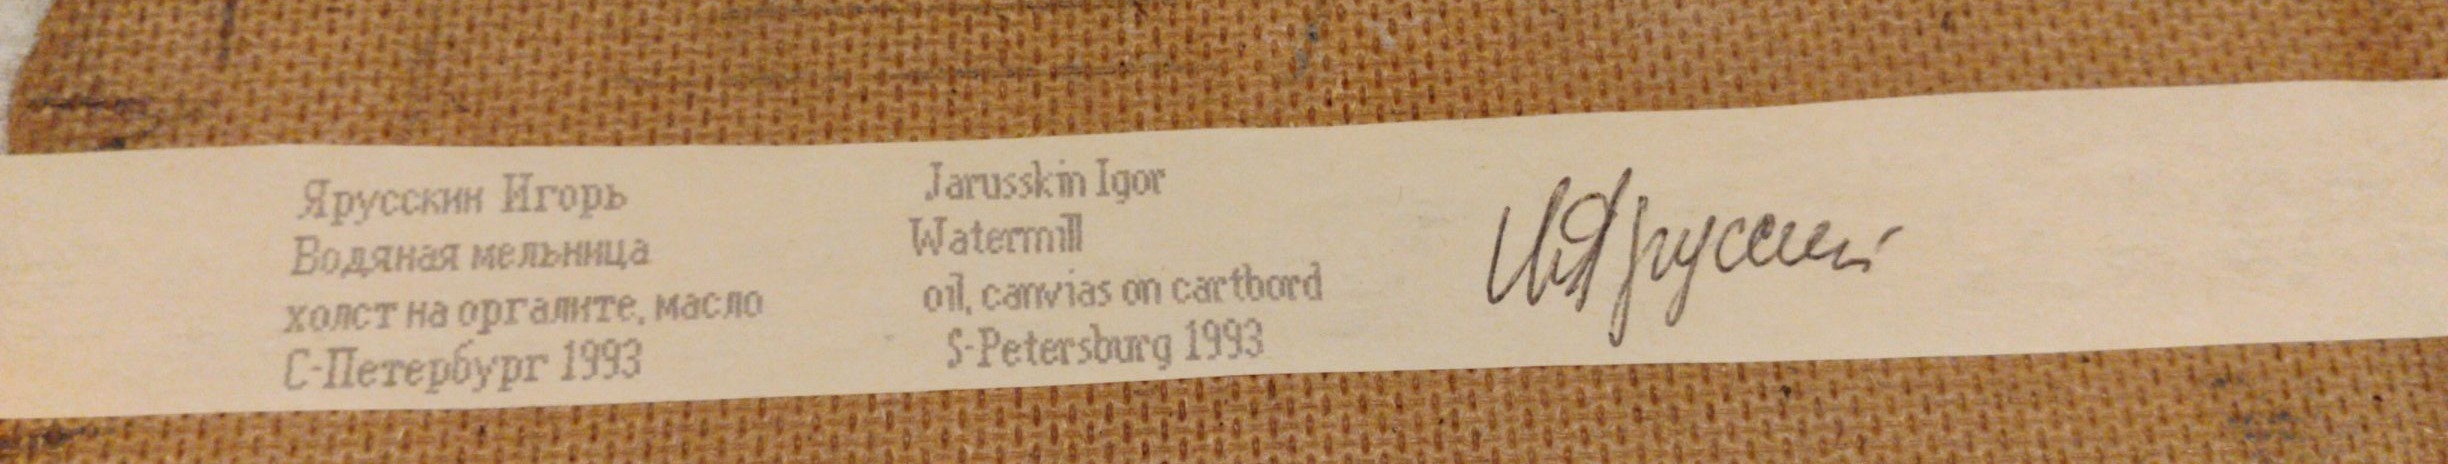 Ярусскин Игорь
Водяная мельница
холст на оргалите, масло
С-Петербург 1993
Jarusskin Igor
Watermill
oil, canvias on cartbord
S-Petersburg 1993